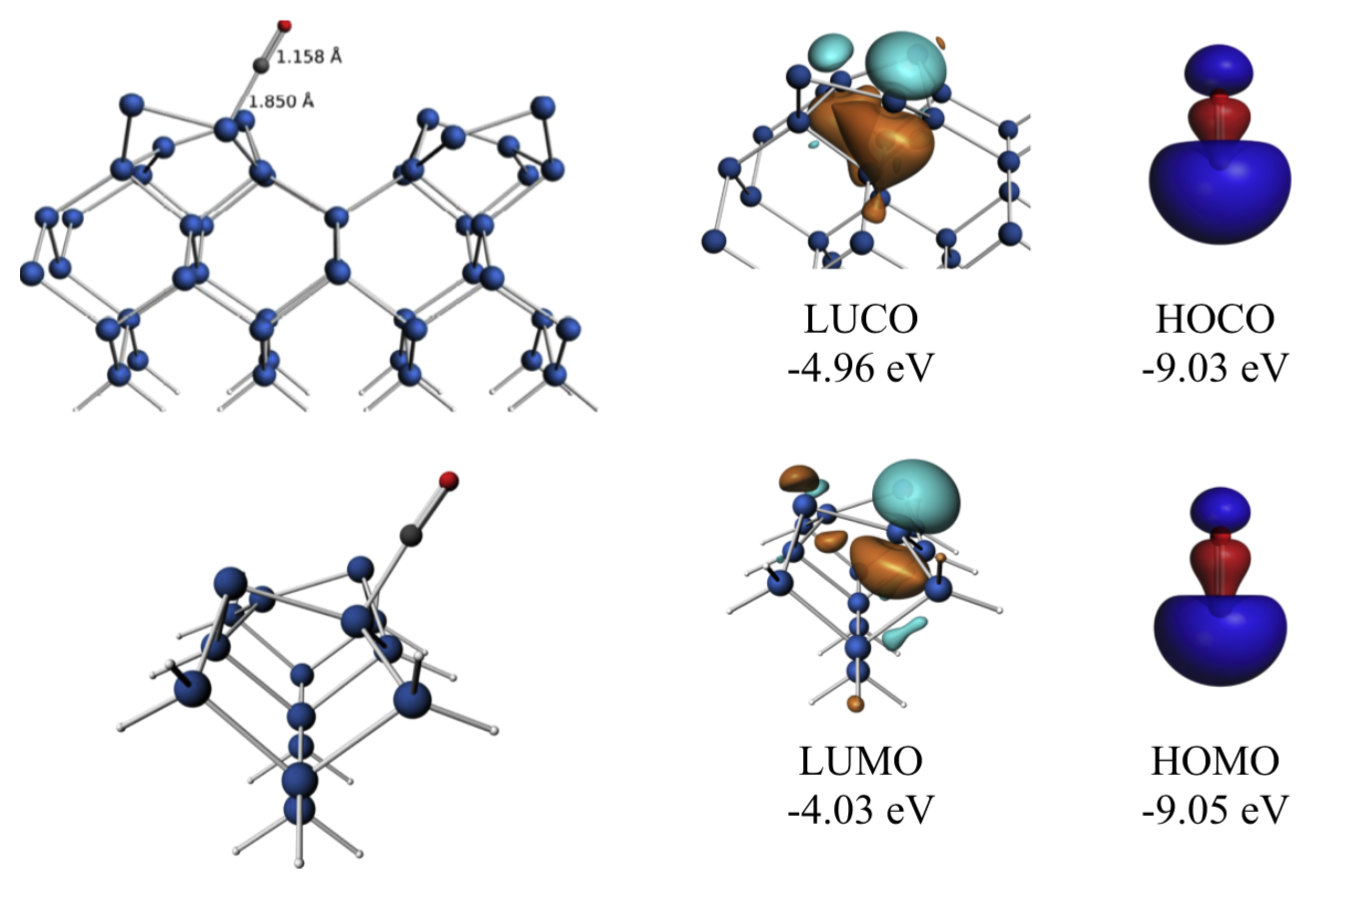 1.158 Å
1.850 Å
LUCO
-4.96 eV
HOCO
-9.03 eV
LUMO
-4.03 eV
HOMO
-9.05 eV